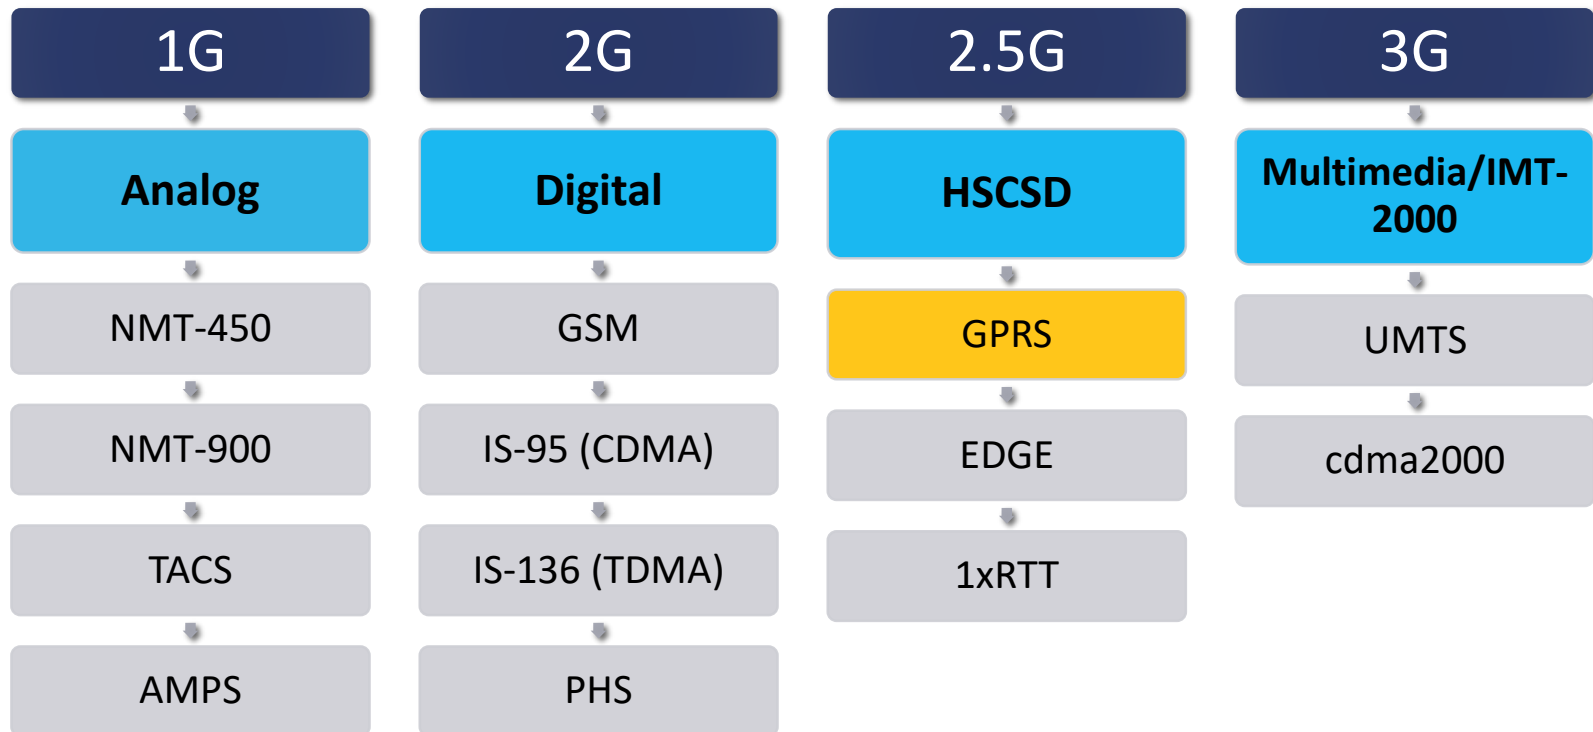 1G
Analog
NMT-450
NMT-900
TACS
AMPS
2G
Digital
GSM
IS-95 (CDMA)
IS-136 (TDMA)
PHS
2.5G
HSCSD
GPRS
EDGE
1xRTT
3G
Multimedia/IMT-
2000
UMTS
cdma2000